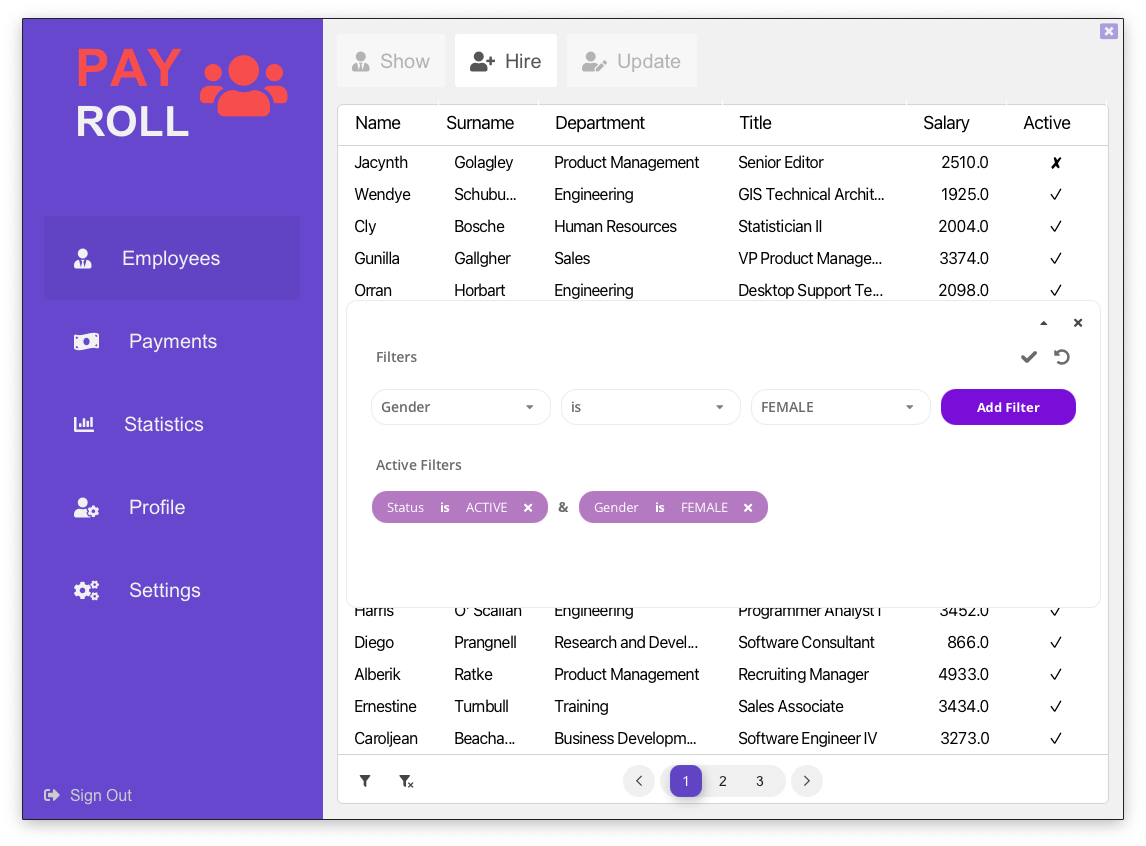 PAY
ROLL
Employees
Payments
Statistics
Profile
Settings
Sign Out
Show Hire Update
Name Surname Department Title Salary Active
Jacynth Golagley Product Management Senior Editor 2510.0 ✗
Wendye Schubu... Engineering GIS Technical Archit... 1925.0 ✓
Cly Bosche Human Resources Statistician II 2004.0 ✓
Gunilla Gallgher Sales VP Product Manage... 3374.0 ✓
Orran Horbart Engineering Desktop Support Te... 2098.0 ✓
Filters
Gender is FEMALE Add Filter
Active Filters
Status is ACTIVE & Gender is FEMALE
Harris O' Scallan Engineering Programmer Analyst I 3452.0 ✓
Diego Prangnell Research and Devel... Software Consultant 866.0 ✓
Alberik Ratke Product Management Recruiting Manager 4933.0 ✓
Ernestine Turnbull Training Sales Associate 3434.0 ✓
Caroljean Beacha... Business Developm... Software Engineer IV 3273.0 ✓
1 2 3